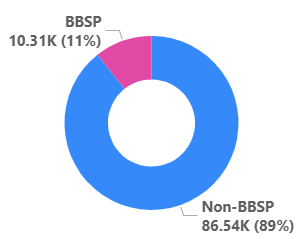 BBSP
10.31K (11%)
Non-BBSP
86.54K (89%)